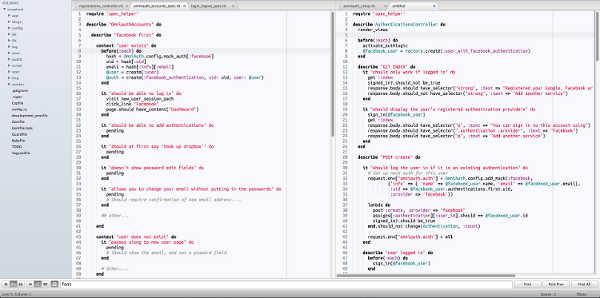 registrations_controller.rb
omniauth_accounts_spec.rb
login_logout_spec.rb
require 'spec_helper'
describe "OmniauthAccounts" do
describe "facebook first" do
context "user exists" do
before(:each) do
hash = OmniAuth.config.mock_auth[:facebook]
uid = hash[:uid]
email = hash[:info][:email]
@user = create(:user)
@auth = create(:facebook_authentication, uid: uid, user: @user)
end
it "should be able to log in" do
visit new_user_session_path
click_link "Facebook"
page.should have_content("Dashboard")
end
it "should be able to add authentications" do
pending
end
it "should at first say 'hook up dropbox'" do
pending
end
it "doesn't show password edit fields" do
pending
end
it "allows you to change your email without putting in the passwords" do
pending
# Should require confirmation of new email address....
end
## other...
end
context "user does not exist" do
it "passes along to new user page" do
pending
# Should show the email, and not a password field
end
# Other...
end
require 'spec_helper'
describe AuthenticationsController do
render_views
before(:each) do
activate_authlogic
@facebook_user = Factory.create(:user_with_facebook_authentication)
end
describe "GET INDEX" do
it "should only work if logged in" do
get :index
signed_in?.should_not be_true
response.body.should have_selector("strong", :text => "Registered your Google, Facebook or
response.body.should_not have_selector("strong", :text => "Add another service")
end
it "should display the user's registered authentication providers" do
sign_in(@facebook_user)
get :index
response.body.should have_selector("p", :text => "You can sign in to this account using")
response.body.should have_selector(".authentication .provider", :text => "Facebook")
response.body.should have_selector("p", :text => "Add another service")
end
describe "POST create" do
it "should log the user in if it is an existing authentication" do
# Set up mock auth for this user
request.env["omniauth.auth"] = OmniAuth.config.add_mock(:facebook,
{"info" => { 'name' => @facebook_user.name, "email" => @facebook_user.email},
:uid => @facebook_user.authentications.first.uid,
:provider => 'facebook'})
lambda do
post :create, :provider => "facebook"
assigns[:authentication][:user_id].should == @facebook_user.id
signed_in?.should be_true
end.should_not change(Authentication, :count)
request.env["omniauth.auth"] = nil
end
describe "user logged in" do
before(:each) do
sign_in(@facebook_user)
end
Font
Find
Find Prev
Find All
Line 5, Column 1
Spaces: 2